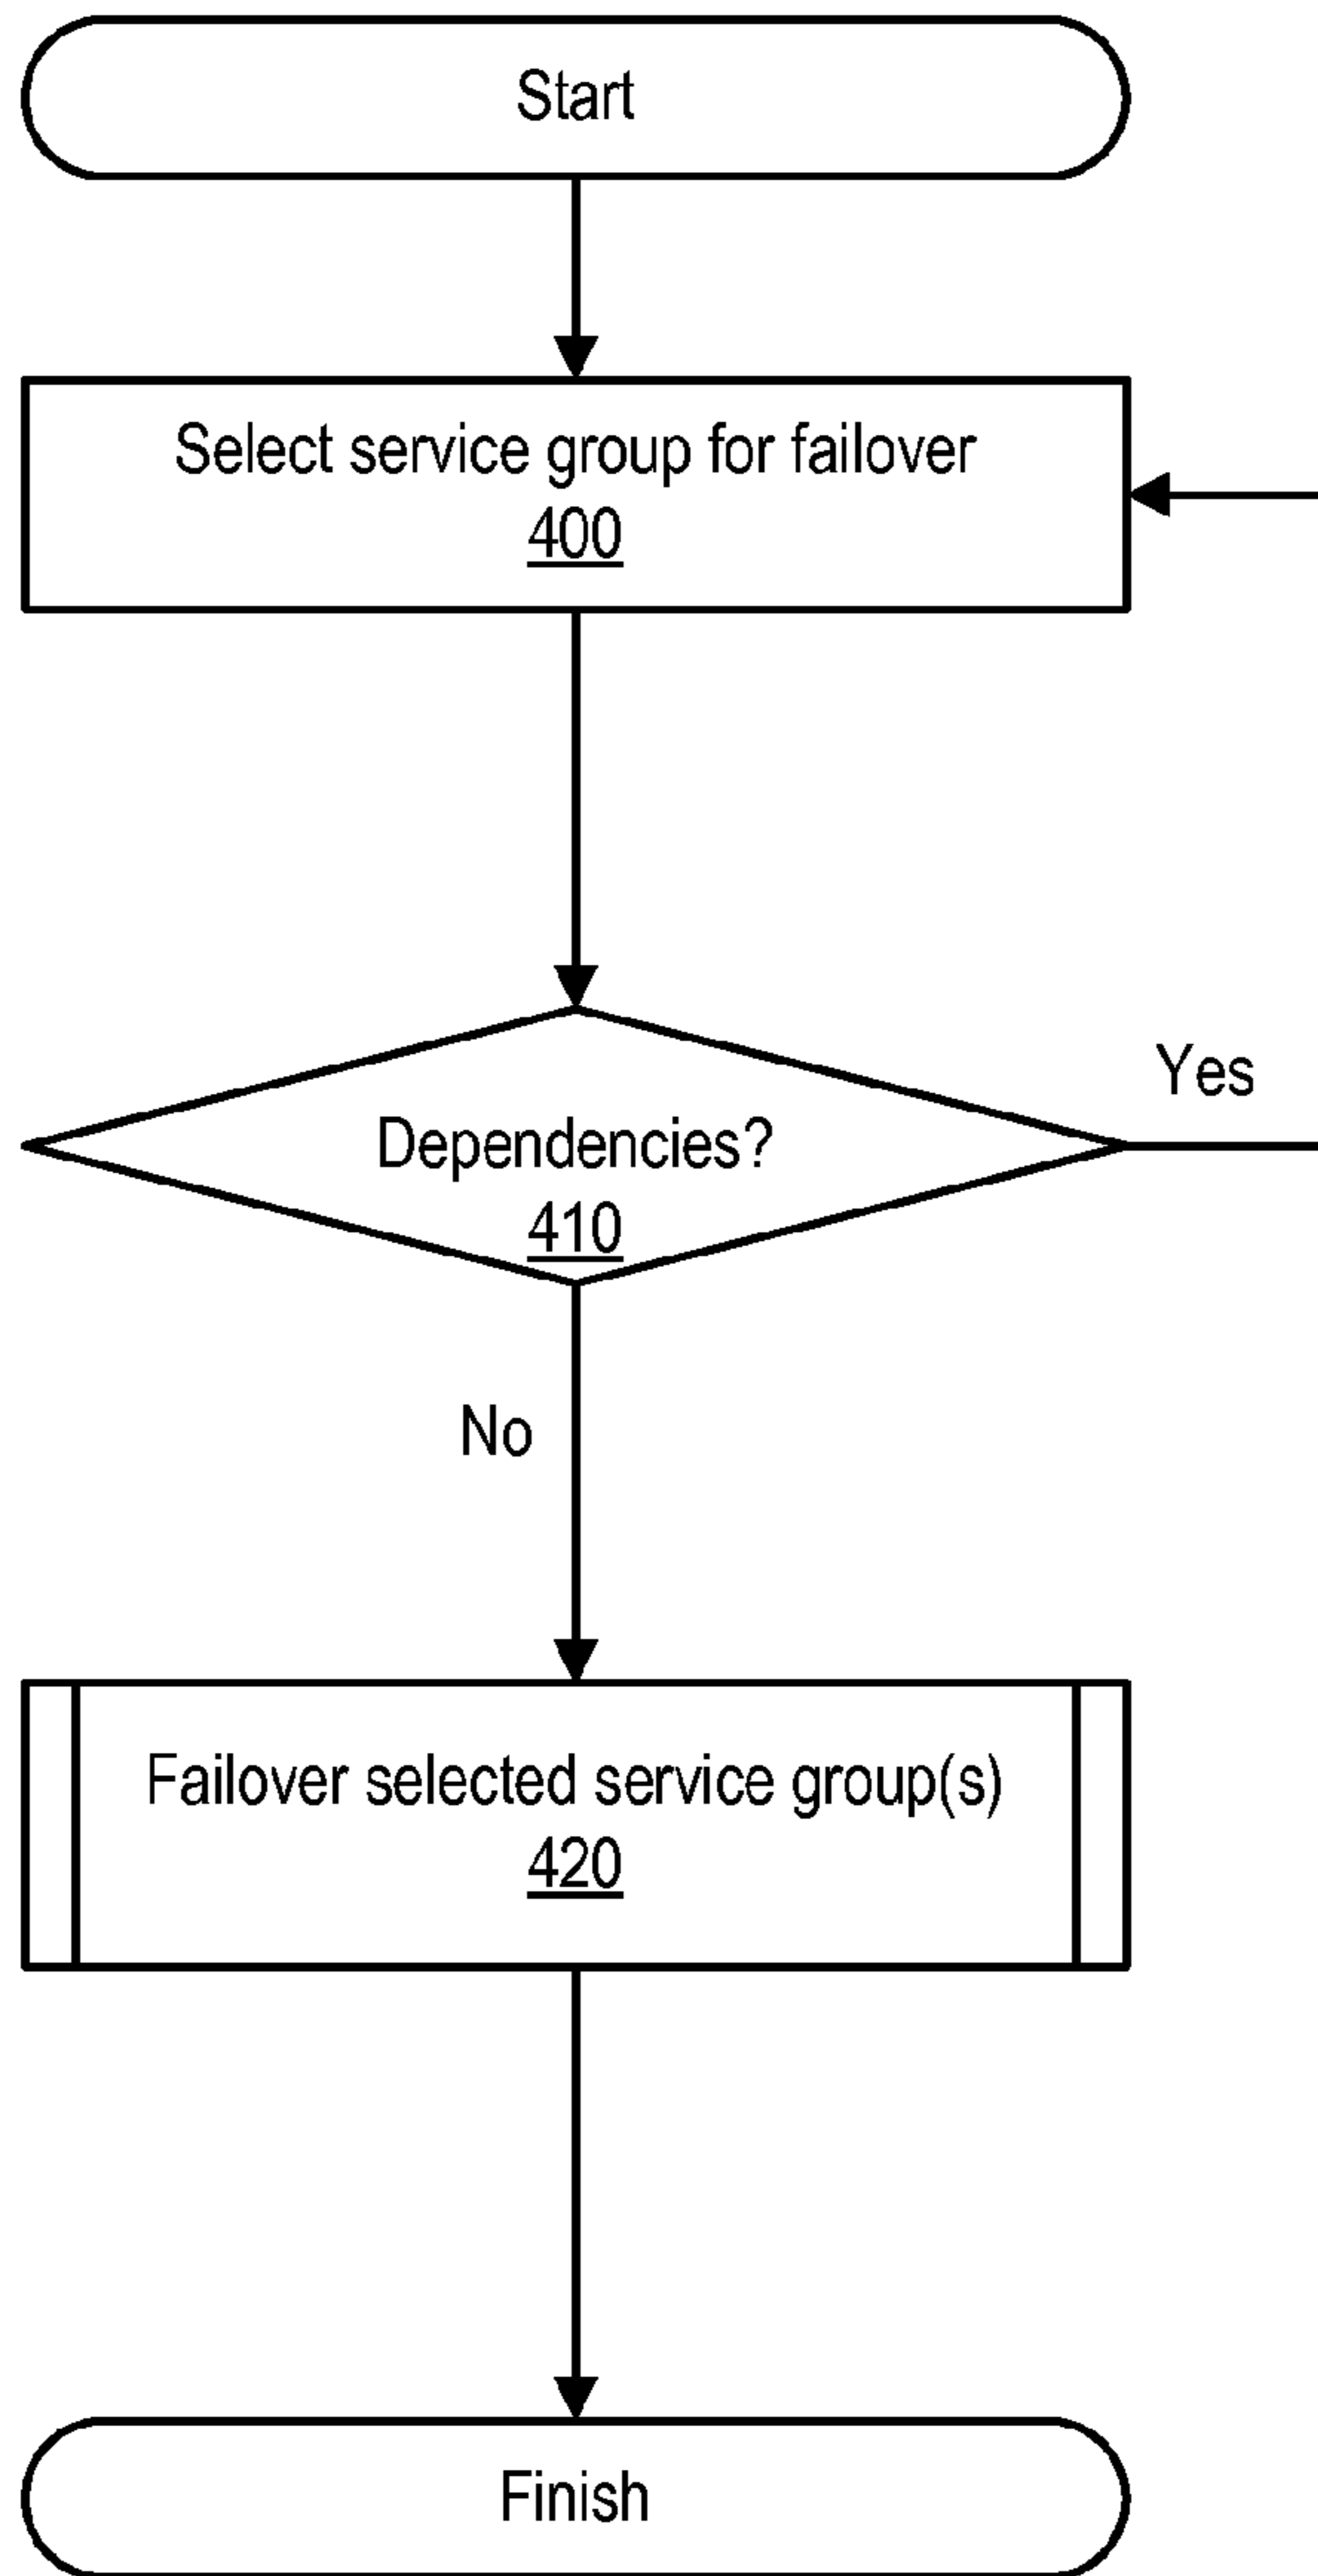 Start
Select service group for failover
400
Yes
Dependencies?
410
No
Failover selected service group(s)
420
Finish